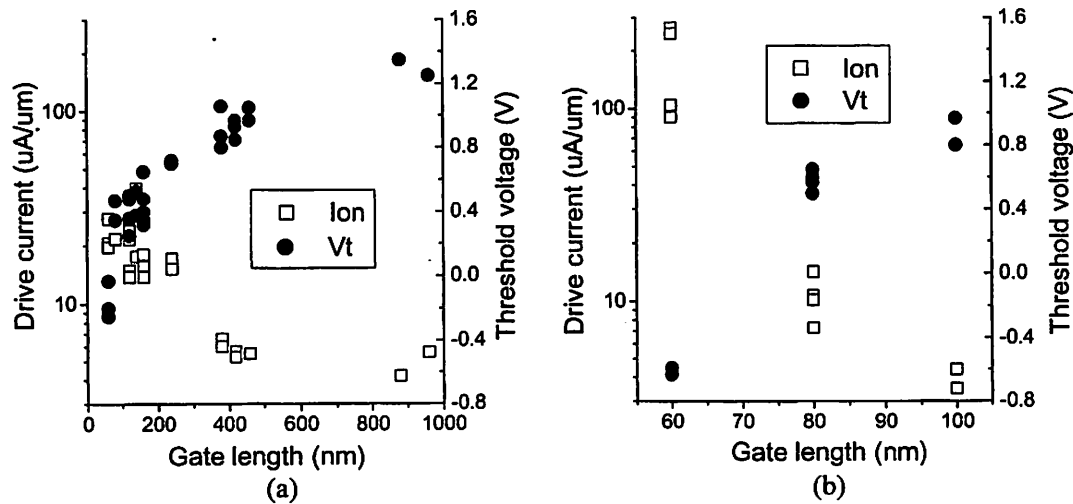 Drive current (uA/um)
100
10
1.6
1.2
0.8
0.4
0.0
-0.4
-0.8
Threshold voltage (V)
Ion
Vt
0 200 400 600 800 1000
Gate length (nm)
(a)
Drive current (uA/um)
100
10
1.6
1.2
0.8
0.4
0.0
-0.4
-0.8
Threshold voltage (V)
Ion
Vt
60 70 80 90 100
Gate length (nm)
(b)